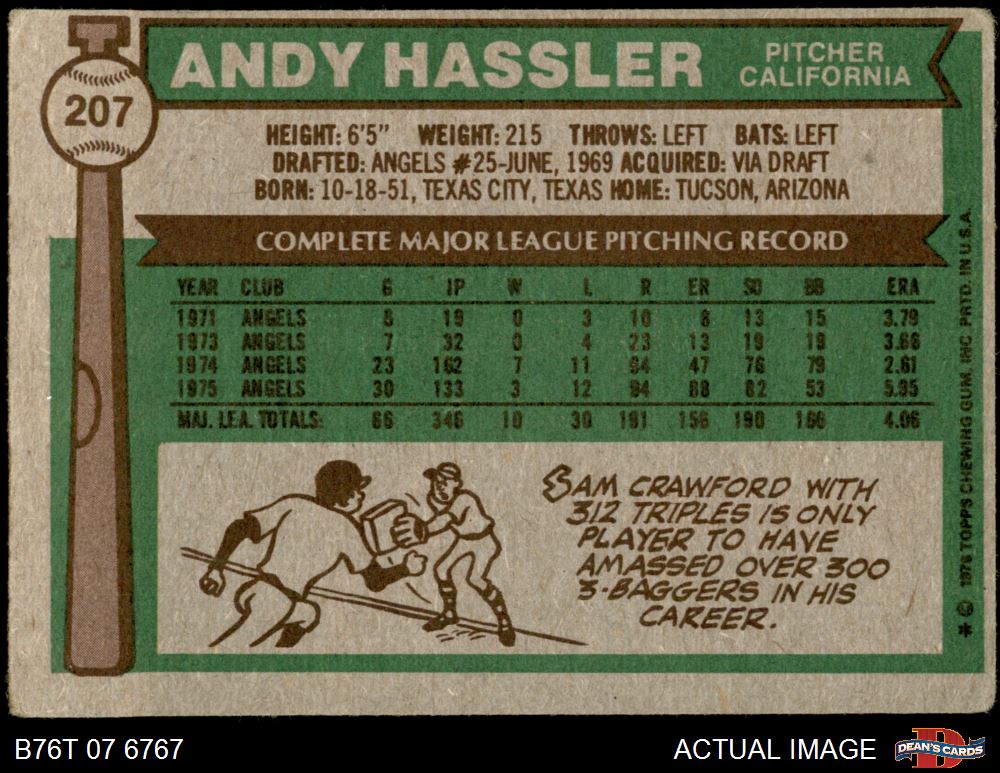 207
ANDY HASSLER
PITCHER
CALIFORNIA
HEIGHT: 6'5" WEIGHT: 215 THROWS: LEFT BATS: LEFT
DRAFTED: ANGELS #25-JUNE, 1969 ACQUIRED: VIA DRAFT
BORN: 10-18-51, TEXAS CITY, TEXAS HOME: TUCSON, ARIZONA
COMPLETE MAJOR LEAGUE PITCHING RECORD
YEAR CLUB G IP W L R ER SO BB ERA
1971 ANGELS 8 19 0 3 10 8 13 15 3.79
1973 ANGELS 7 32 0 4 23 13 19 19 3.66
1974 ANGELS 23 162 7 11 64 47 76 79 2.61
1975 ANGELS 30 133 3 12 94 88 82 53 5.95
MAJ. LEA. TOTALS: 68 346 10 30 191 156 190 166 4.06
SAM CRAWFORD WITH
312 TRIPLES IS ONLY
PLAYER TO HAVE
AMASSED OVER 300
3-BAGGERS IN HIS
CAREER.
* © 1976 TOPPS CHEWING GUM, INC PRTD. IN U.S.A.
B76T 07 6767
ACTUAL IMAGE
D
DEAN'S CARDS